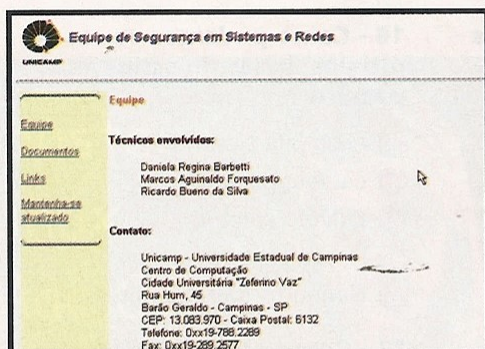 UNICAMP
Equipe de Segurança em Sistemas e Redes
Equipe
Documentos
Links
Mantenha-se
atualizado
Equipe
Técnicos envolvidos:
Daniela Regina Barbetti
Marcos Aguinaldo Forquesato
Ricardo Bueno da Silva
Contato:
Unicamp - Universidade Estadual de Campinas
Centro de Computação
Cidade Universitária "Zeferino Vaz"
Rua Hum, 45
Barão Geraldo - Campinas - SP
CEP: 13.083.970 - Caixa Postal: 6132
Telefone: 0xx19-788.2289
Fax: 0xx19-289.2577